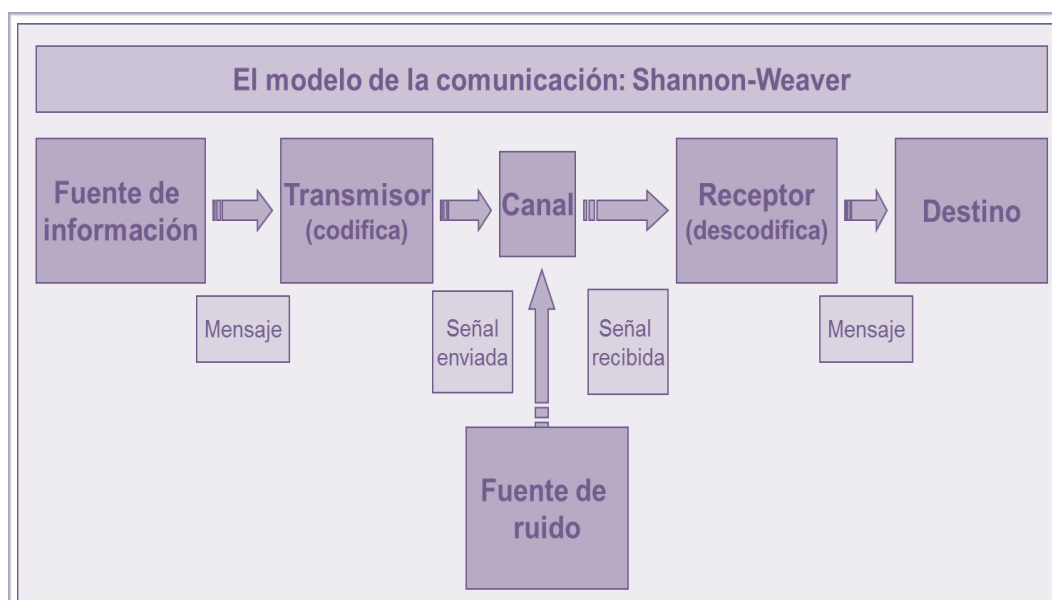 El modelo de la comunicación: Shannon-Weaver
Fuente de
información
Transmisor
(codifica)
Canal
Receptor
(descodifica)
Destino
Mensaje
Señal
enviada
Señal
recibida
Mensaje
Fuente de
ruido